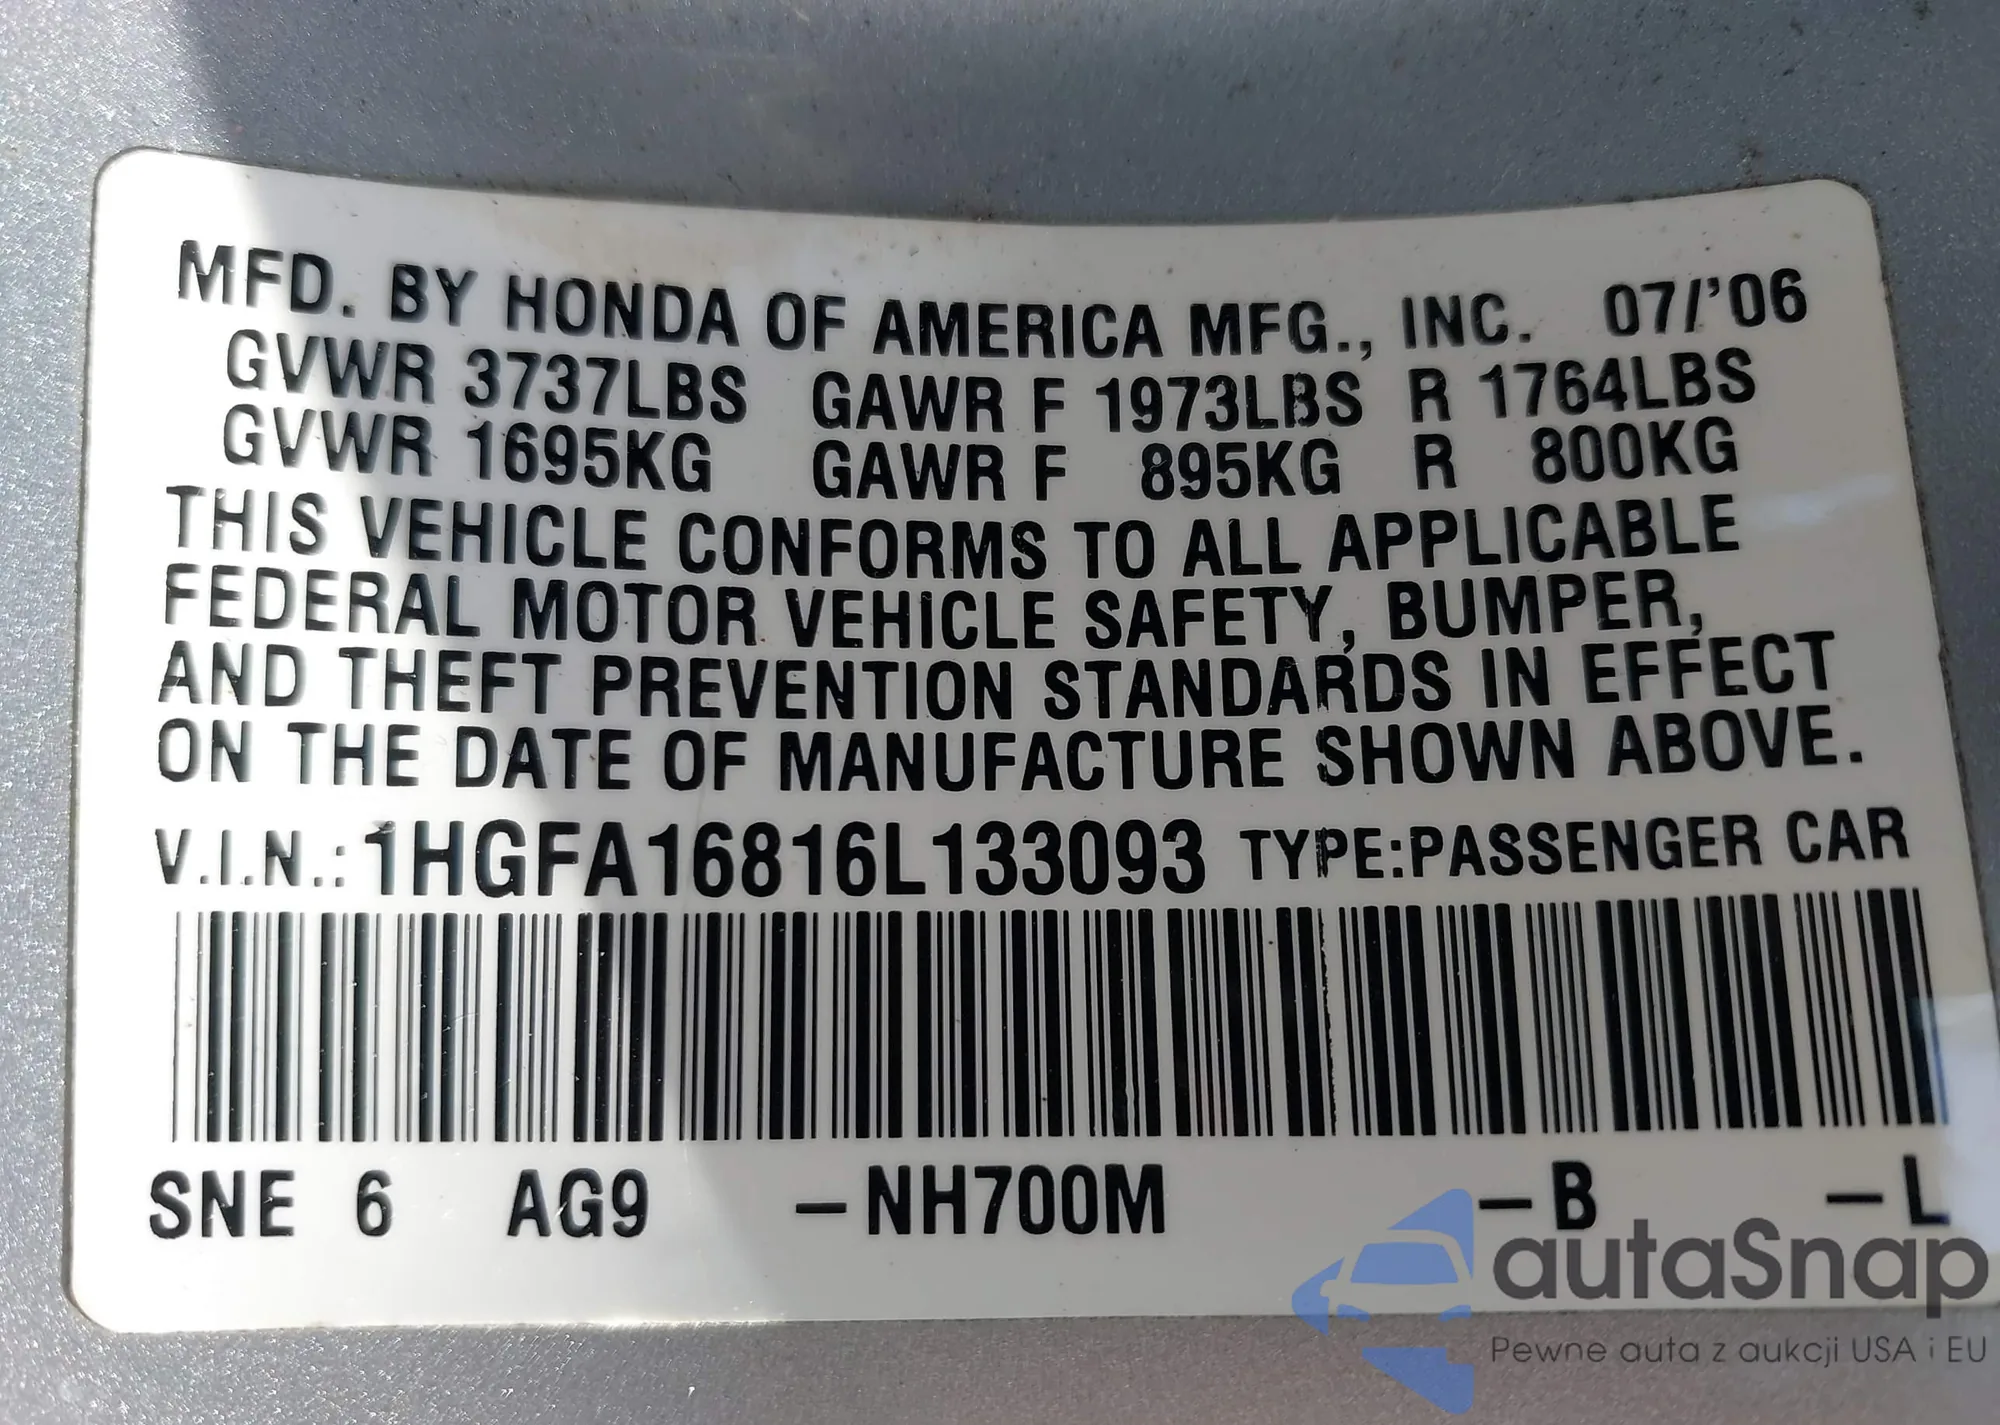 MFD. BY HONDA OF AMERICA MFG., INC. 07/'06
GVWR 3737LBS GAWR F 1973LBS R 1764LBS
GVWR 1695KG GAWR F 895KG R 800KG
THIS VEHICLE CONFORMS TO ALL APPLICABLE
FEDERAL MOTOR VEHICLE SAFETY, BUMPER,
AND THEFT PREVENTION STANDARDS IN EFFECT
ON THE DATE OF MANUFACTURE SHOWN ABOVE.
V.I.N.: 1HGFA16816L133093 TYPE:PASSENGER CAR
SNE 6 AG9 –NH700M –B –L
autaSnap
Pewne auta z aukcji USA i EU